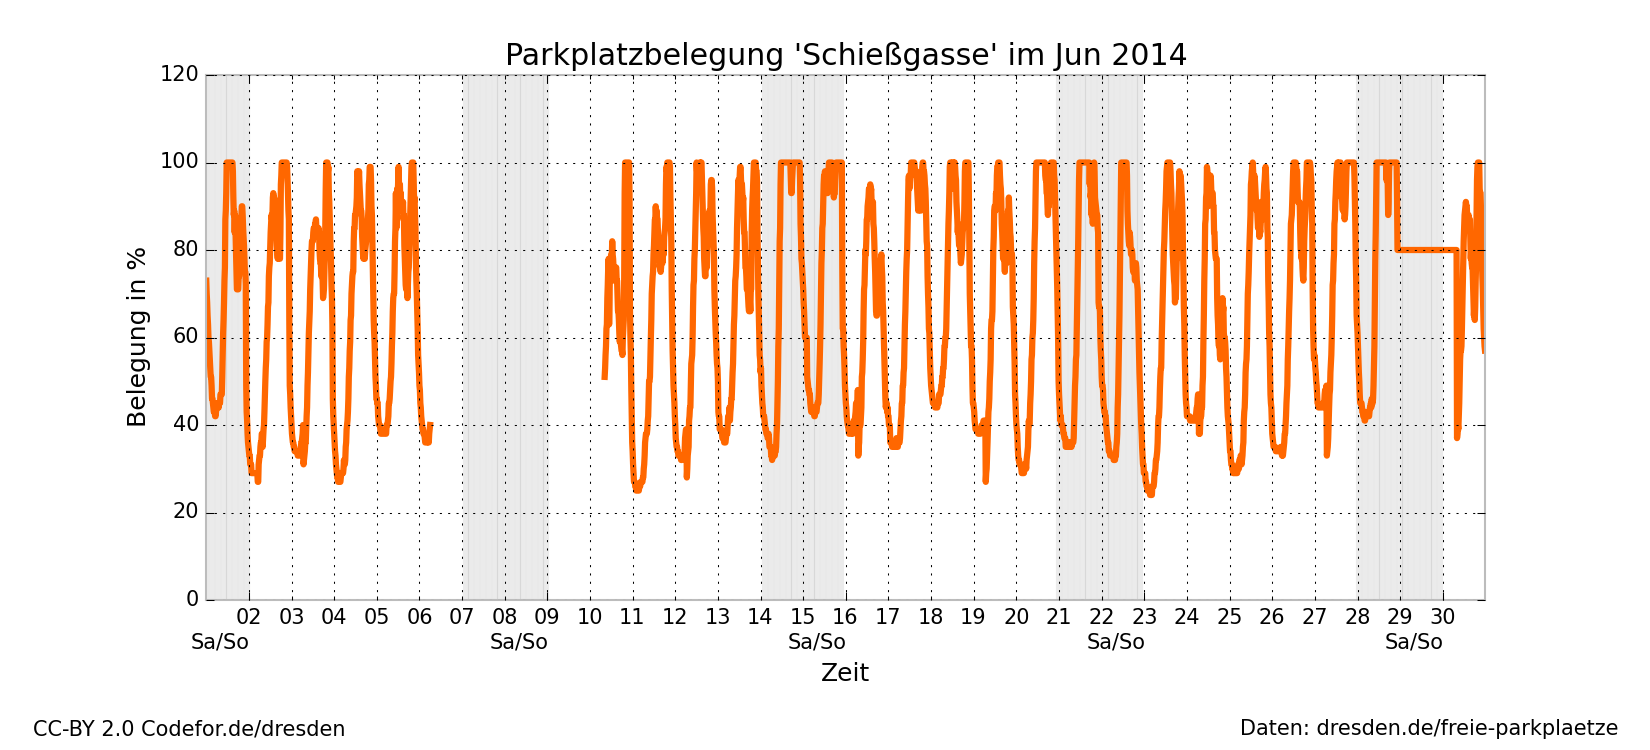 Parkplatzbelegung 'Schießgasse' im Jun 2014
120
100
80
60
40
20
0
Belegung in %
02 03 04 05 06 07 08 09 10 11 12 13 14 15 16 17 18 19 20 21 22 23 24 25 26 27 28 29 30
Sa/So Sa/So Sa/So Sa/So Sa/So
Zeit
CC-BY 2.0 Codefor.de/dresden
Daten: dresden.de/freie-parkplaetze